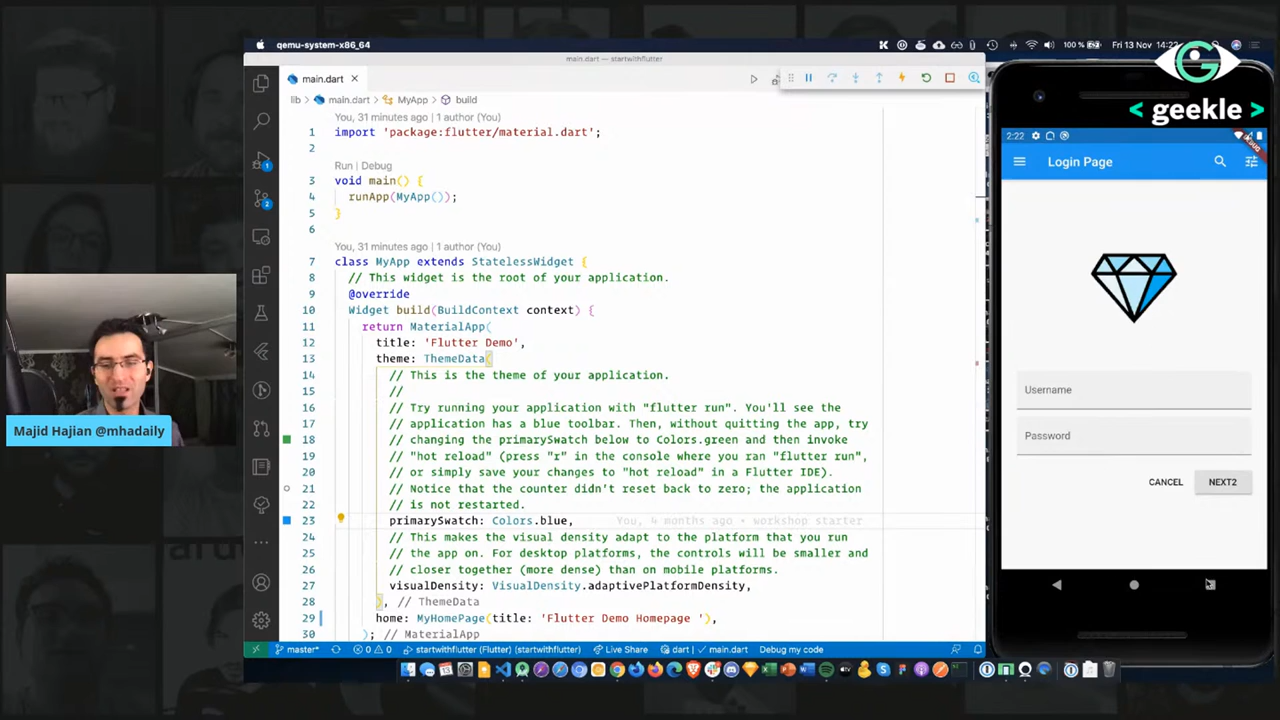 qemu-system-x86_64
100 %
Fri 13 Nov 14:22
main.dart — startwithflutter
main.dart
lib > main.dart > MyApp > build
You, 31 minutes ago | 1 author (You)
1 import 'package:flutter/material.dart';
2
Run | Debug
3 void main() {
4 runApp(MyApp());
5 }
6
You, 31 minutes ago | 1 author (You)
7 class MyApp extends StatelessWidget {
8 // This widget is the root of your application.
9 @override
10 Widget build(BuildContext context) {
11 return MaterialApp(
12 title: 'Flutter Demo',
13 theme: ThemeData(
14 // This is the theme of your application.
15 //
16 // Try running your application with "flutter run". You'll see the
17 // application has a blue toolbar. Then, without quitting the app, try
18 // changing the primarySwatch below to Colors.green and then invoke
19 // "hot reload" (press "r" in the console where you ran "flutter run",
20 // or simply save your changes to "hot reload" in a Flutter IDE).
21 // Notice that the counter didn't reset back to zero; the application
22 // is not restarted.
23 primarySwatch: Colors.blue, You, 4 months ago • workshop starter
24 // This makes the visual density adapt to the platform that you run
25 // the app on. For desktop platforms, the controls will be smaller and
26 // closer together (more dense) than on mobile platforms.
27 visualDensity: VisualDensity.adaptivePlatformDensity,
28 ), // ThemeData
29 home: MyHomePage(title: 'Flutter Demo Homepage '),
30 ); // MaterialApp
master* 0 0 startwithflutter (Flutter) (startwithflutter) Live Share dart | main.dart Debug my code
Majid Hajian @mhadaily
G
< geekle >
2:22
DEBUG
Login Page
Username
Password
CANCEL NEXT2